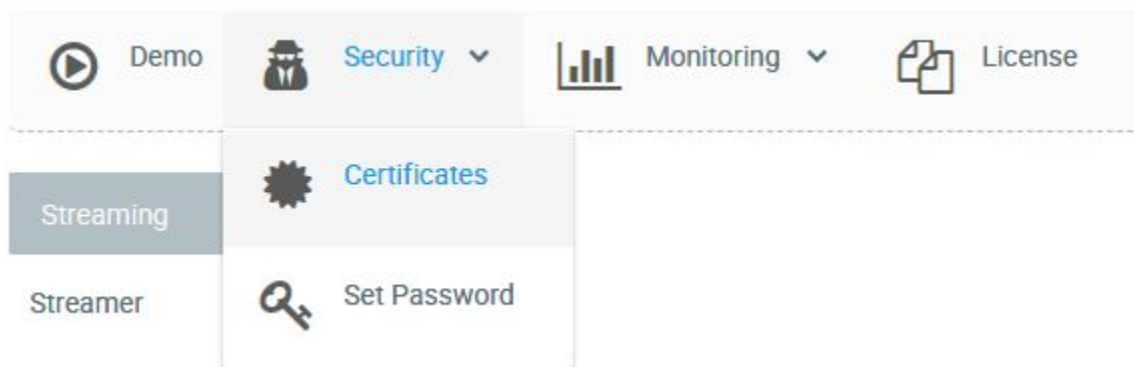 Demo
Security
Monitoring
License
Certificates
Streaming
Set Password
Streamer